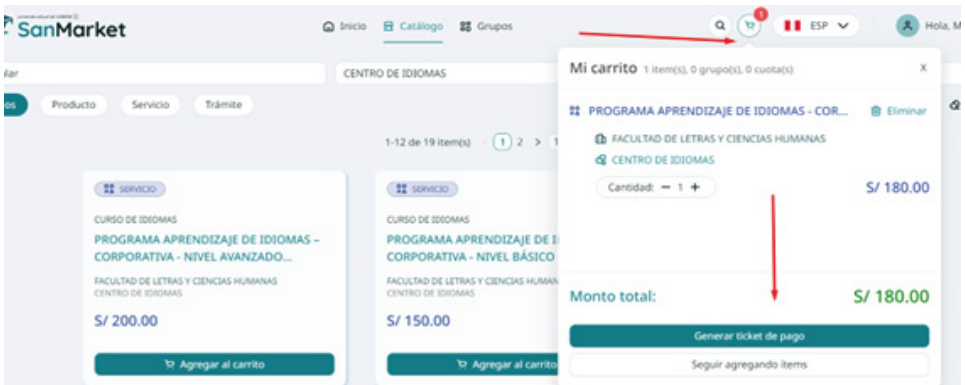 SanMarket
Inicio
Catálogo
Grupos
1
ESP
Hola, M
ular
CENTRO DE IDIOMAS
os
Producto
Servicio
Trámite
1-12 de 19 item(s) < 1 2 > 1
SERVICIO
CURSO DE IDIOMAS
PROGRAMA APRENDIZAJE DE IDIOMAS –
CORPORATIVA - NIVEL AVANZADO...
FACULTAD DE LETRAS Y CIENCIAS HUMANAS
CENTRO DE IDIOMAS
S/ 200.00
Agregar al carrito
SERVICIO
CURSO DE IDIOMAS
PROGRAMA APRENDIZAJE DE I
CORPORATIVA - NIVEL BÁSICO
FACULTAD DE LETRAS Y CIENCIAS HUMAN
CENTRO DE IDIOMAS
S/ 150.00
Agregar al carrito
Mi carrito 1 item(s), 0 grupo(s), 0 cuota(s) X
PROGRAMA APRENDIZAJE DE IDIOMAS - COR...
Eliminar
FACULTAD DE LETRAS Y CIENCIAS HUMANAS
CENTRO DE IDIOMAS
Cantidad: − 1 +
S/ 180.00
Monto total:
S/ 180.00
Generar ticket de pago
Seguir agregando items